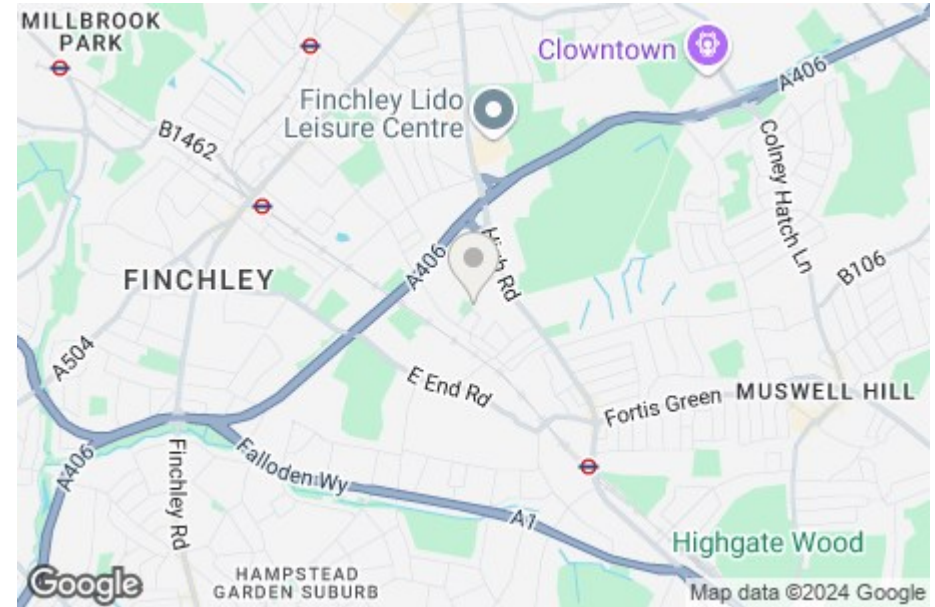 MILLBROOK
PARK
Clowntown
A406
Finchley Lido
Leisure Centre
B1462
Colney Hatch Ln
High Rd
A406
B106
FINCHLEY
A504
E End Rd
Fortis Green
MUSWELL HILL
A406
Finchley Rd
Falloden Wy
A1
Highgate Wood
HAMPSTEAD
GARDEN SUBURB
Google
Map data ©2024 Google